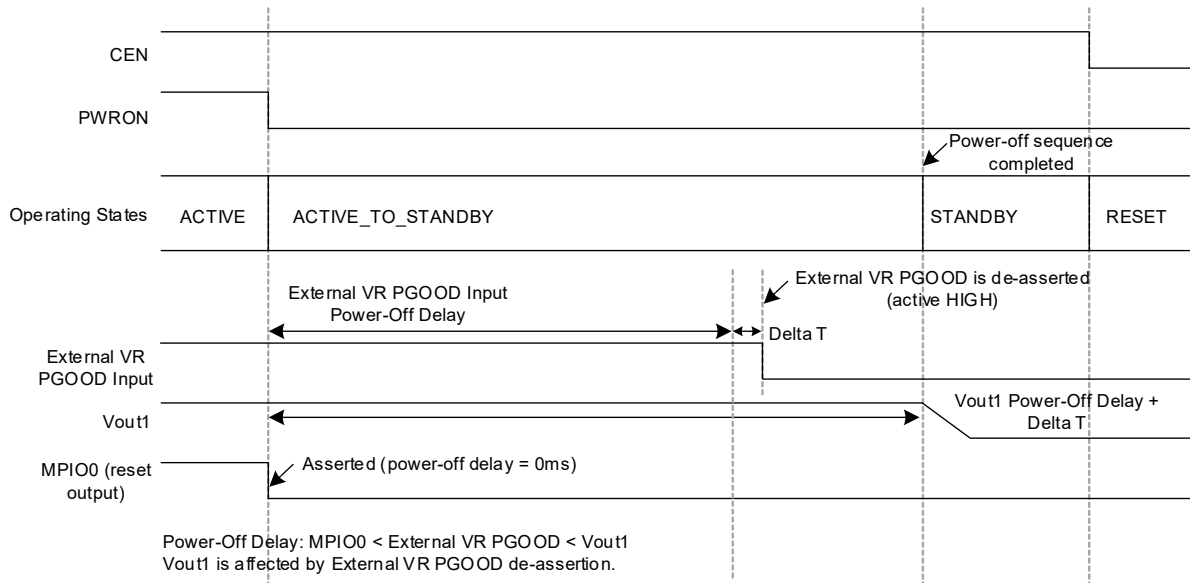 CEN
PWRON
Power-off sequence
completed
Operating States
ACTIVE
ACTIVE_TO_STANDBY
STANDBY
RESET
External VR PGOOD Input
Power-Off Delay
External VR PGOOD is de-asserted
(active HIGH)
Delta T
External VR
PGOOD Input
Vout1
Vout1 Power-Off Delay +
Delta T
MPIO0 (reset
output)
Asserted (power-off delay = 0ms)
Power-Off Delay: MPIO0 < External VR PGOOD < Vout1
Vout1 is affected by External VR PGOOD de-assertion.